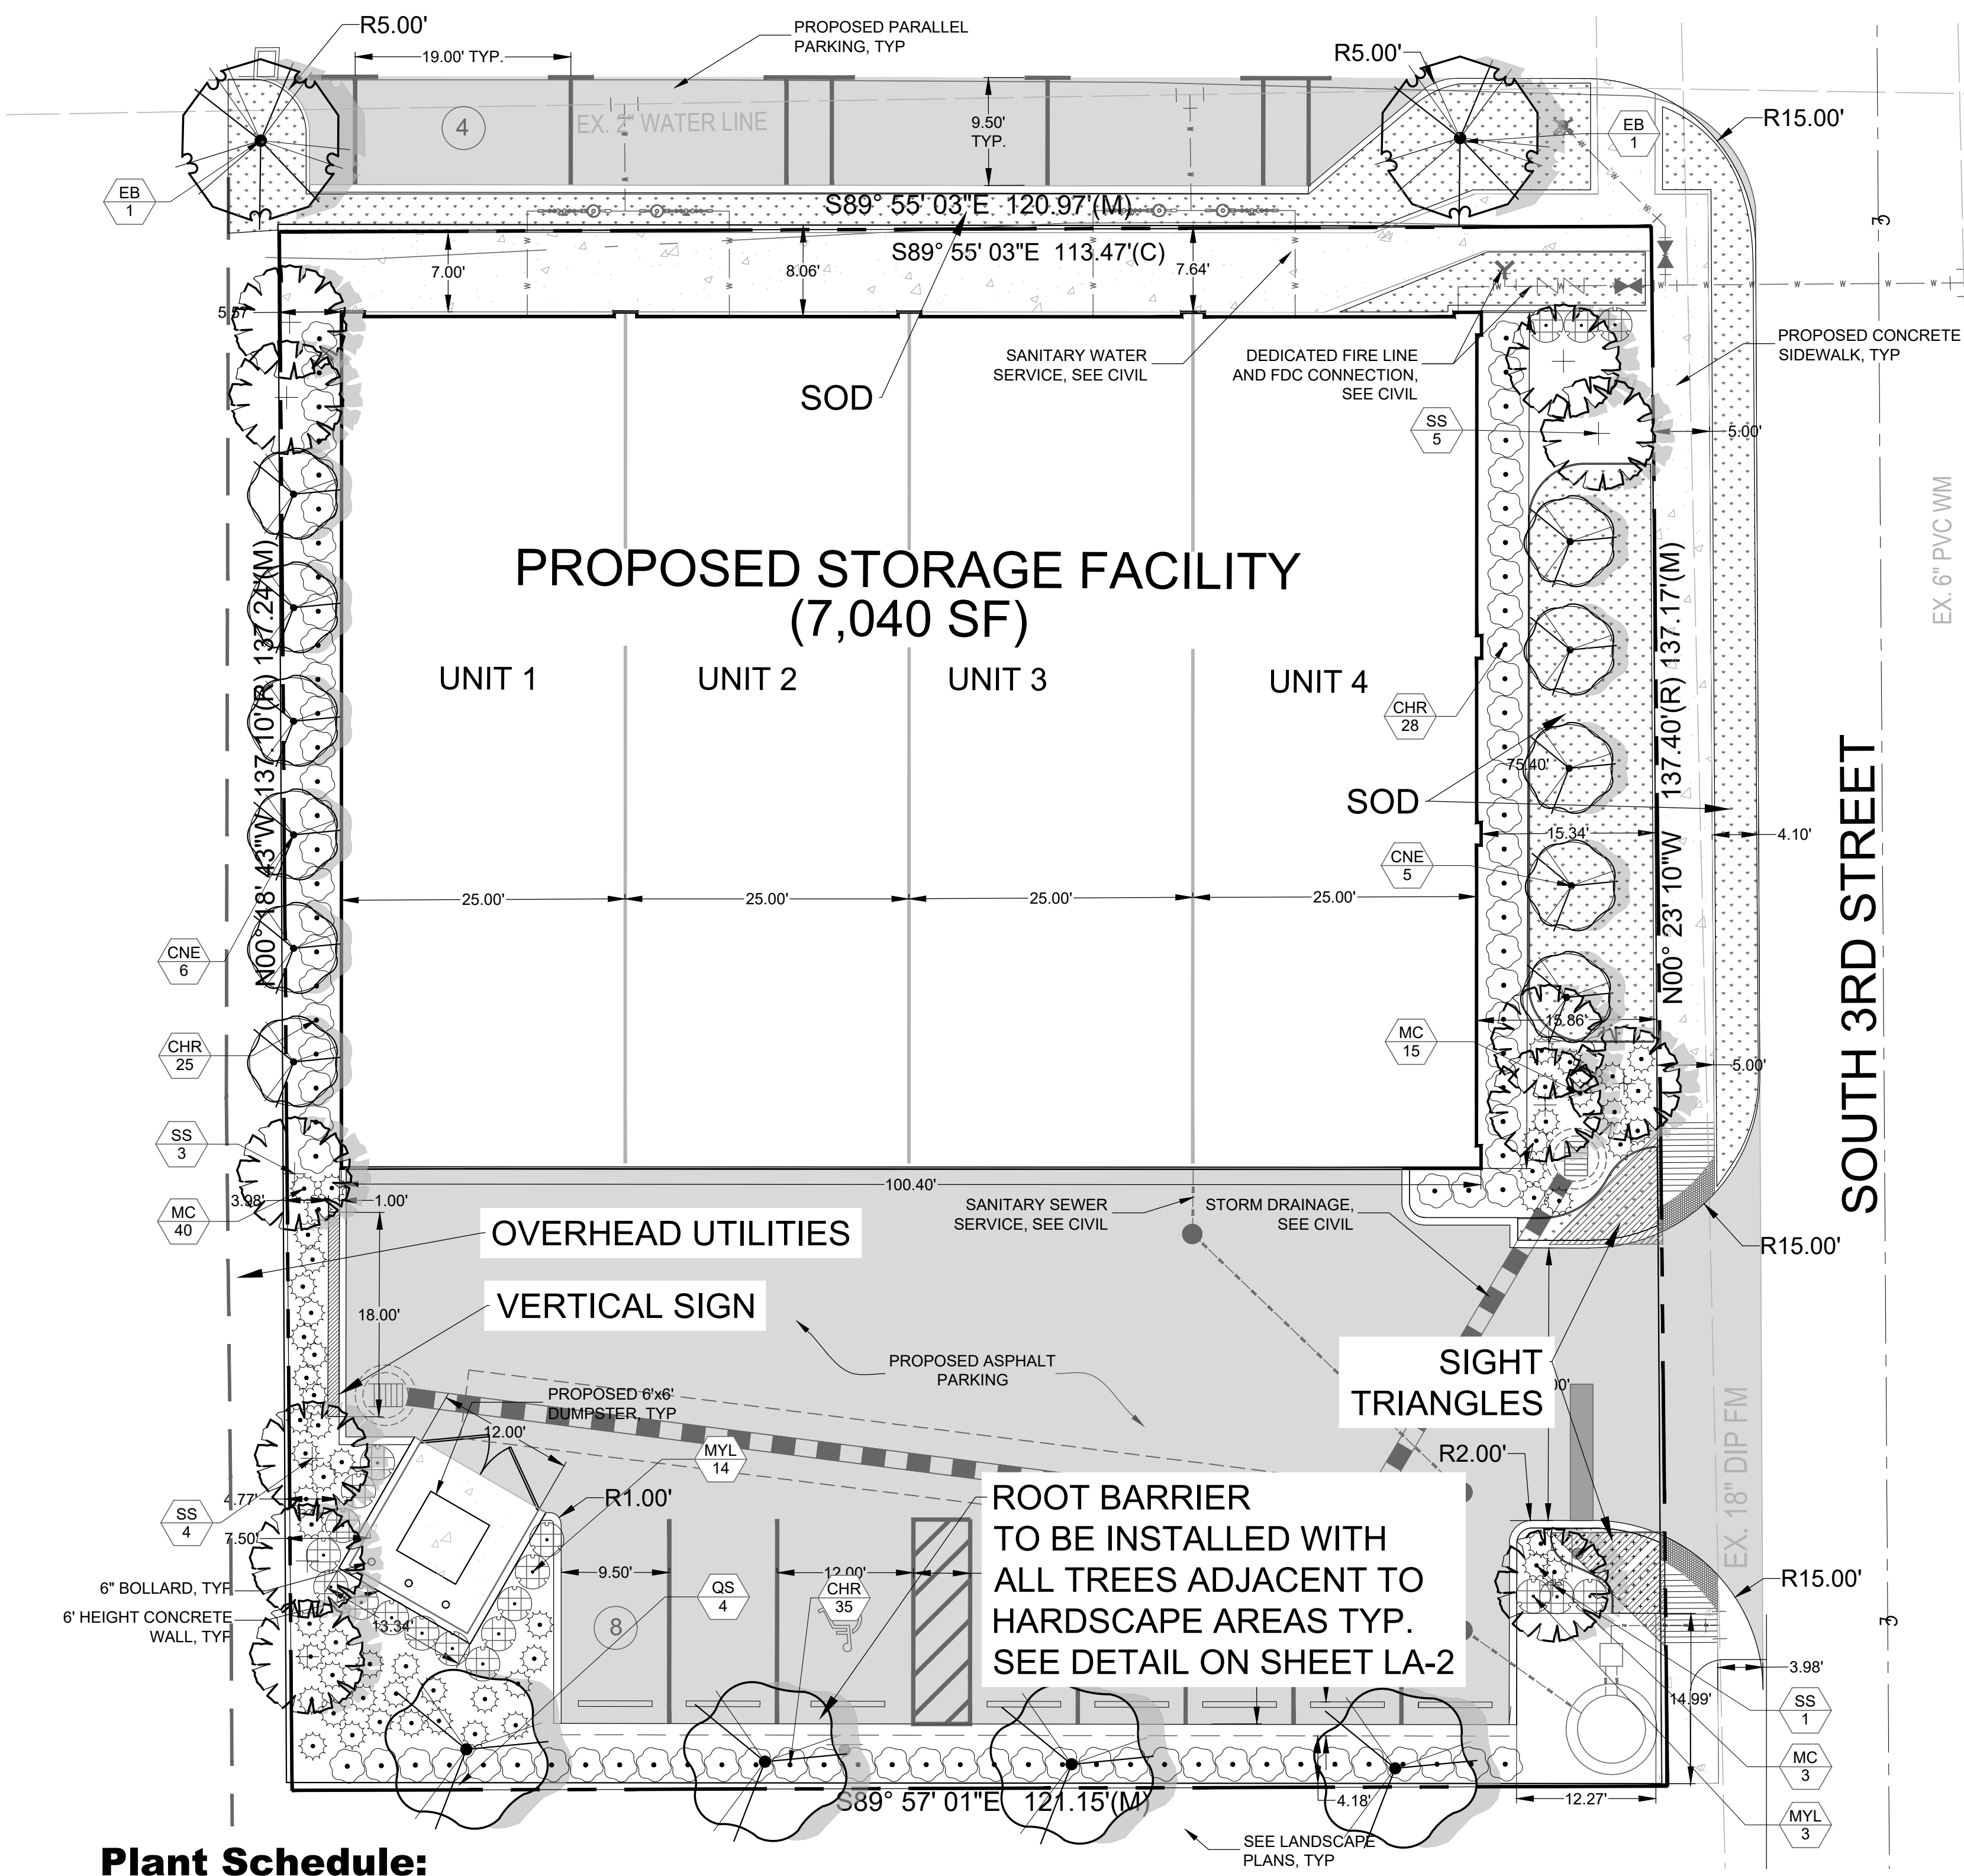 R5.00'
19.00' TYP.
PROPOSED PARALLEL
PARKING, TYP
R5.00'
R15.00'
4
EX. 2" WATER LINE
9.50'
TYP.
EB
1
EB
1
S89° 55' 03"E 120.97'(M)
S89° 55' 03"E 113.47'(C)
7.00'
8.06'
7.64'
5.57'
SANITARY WATER
SERVICE, SEE CIVIL
DEDICATED FIRE LINE
AND FDC CONNECTION,
SEE CIVIL
PROPOSED CONCRETE
SIDEWALK, TYP
SOD
SS
5
5.00'
EX. 6" PVC WM
PROPOSED STORAGE FACILITY
(7,040 SF)
UNIT 1
UNIT 2
UNIT 3
UNIT 4
CHR
28
N00° 18' 43"W 137.10'(R) 137.24'(M)
N00° 23' 10"W 137.40'(R) 137.17'(M)
75.40'
SOD
15.34'
4.10'
SOUTH 3RD STREET
CNE
5
25.00'
25.00'
25.00'
25.00'
CNE
6
15.86'
MC
15
CHR
25
5.00'
SS
3
3.98'
1.00'
MC
40
100.40'
SANITARY SEWER
SERVICE, SEE CIVIL
STORM DRAINAGE,
SEE CIVIL
OVERHEAD UTILITIES
R15.00'
VERTICAL SIGN
18.00'
PROPOSED ASPHALT
PARKING
SIGHT
TRIANGLES
PROPOSED 6'x6'
DUMPSTER, TYP
12.00'
MYL
14
R2.00'
EX. 18" DIP FM
R1.00'
ROOT BARRIER
TO BE INSTALLED WITH
ALL TREES ADJACENT TO
HARDSCAPE AREAS TYP.
SEE DETAIL ON SHEET LA-2
4.77'
SS
4
7.50'
6" BOLLARD, TYP
6' HEIGHT CONCRETE
WALL, TYP
13.34'
9.50'
12.00'
8
QS
4
CHR
35
R15.00'
3.98'
14.99'
SS
1
MC
3
MYL
3
4.18'
12.27'
S89° 57' 01"E 121.15'(M)
SEE LANDSCAPE
PLANS, TYP
Plant Schedule: